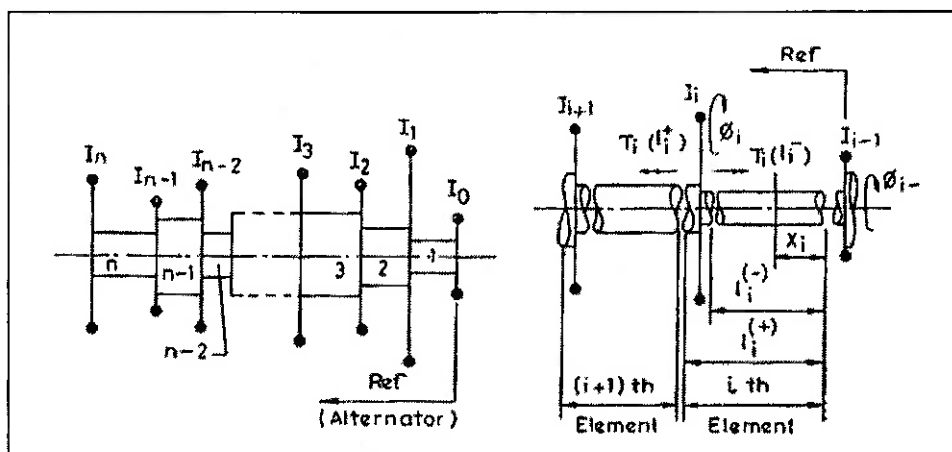 In
In-1
In-2
I3
I2
I1
I0
n
n-1
3
2
1
n-2
Ref
(Alternator)
Ref
Ii+1
Ii
Øi
Ii-1
Ti(li+)
Ti(li-)
Øi-
Xi
li(-)
li(+)
(i+1)th
i th
Element
Element